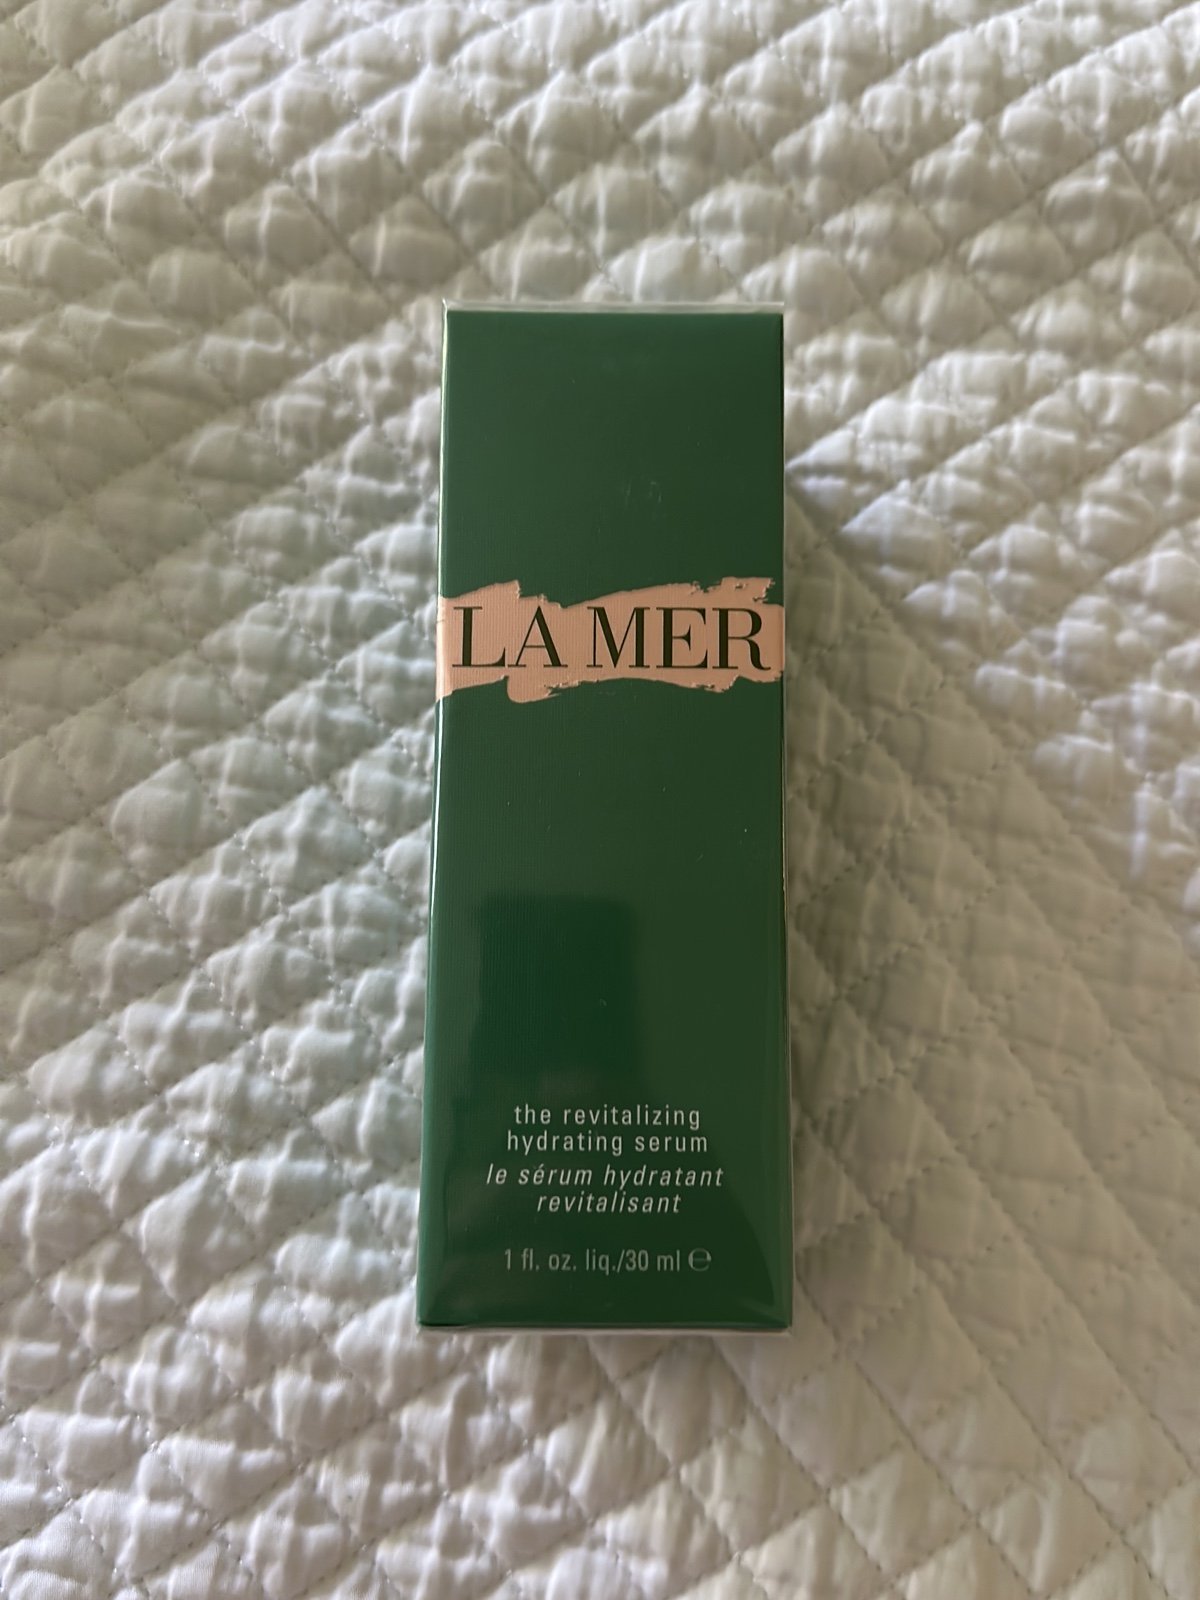 LA MER
the revitalizing
hydrating serum
le sérum hydratant
revitalisant
1 fl. oz. liq./30 ml ℮